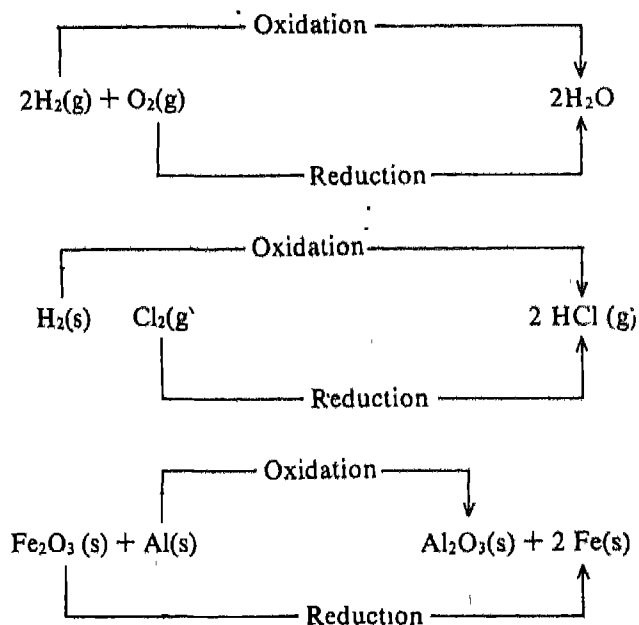 Oxidation
2H₂(g) + O₂(g) 2H₂O
Reduction
Oxidation
H₂(s) Cl₂(g` 2 HCl (g)
Reduction
Oxidation
Fe₂O₃ (s) + Al(s) Al₂O₃(s) + 2 Fe(s)
Reduction